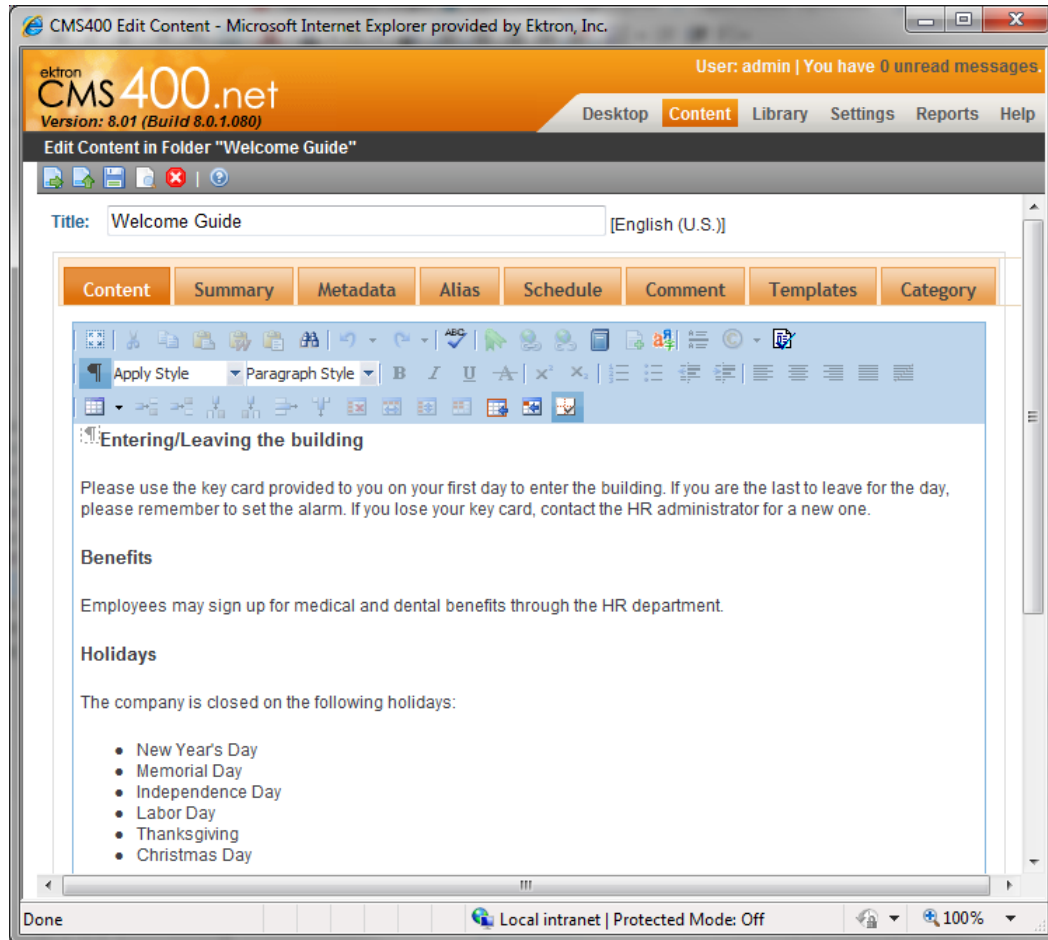 CMS400 Edit Content - Microsoft Internet Explorer provided by Ektron, Inc.
User: admin | You have 0 unread messages.
ektron
CMS400.net
Version: 8.01 (Build 8.0.1.080)
Desktop Content Library Settings Reports Help
Edit Content in Folder "Welcome Guide"
Title: Welcome Guide [English (U.S.)]
Content Summary Metadata Alias Schedule Comment Templates Category
ABC
Apply Style Paragraph Style B I U A x² x₂
Entering/Leaving the building
Please use the key card provided to you on your first day to enter the building. If you are the last to leave for the day,
please remember to set the alarm. If you lose your key card, contact the HR administrator for a new one.
Benefits
Employees may sign up for medical and dental benefits through the HR department.
Holidays
The company is closed on the following holidays:
● New Year's Day
● Memorial Day
● Independence Day
● Labor Day
● Thanksgiving
● Christmas Day
Done Local intranet | Protected Mode: Off 100%